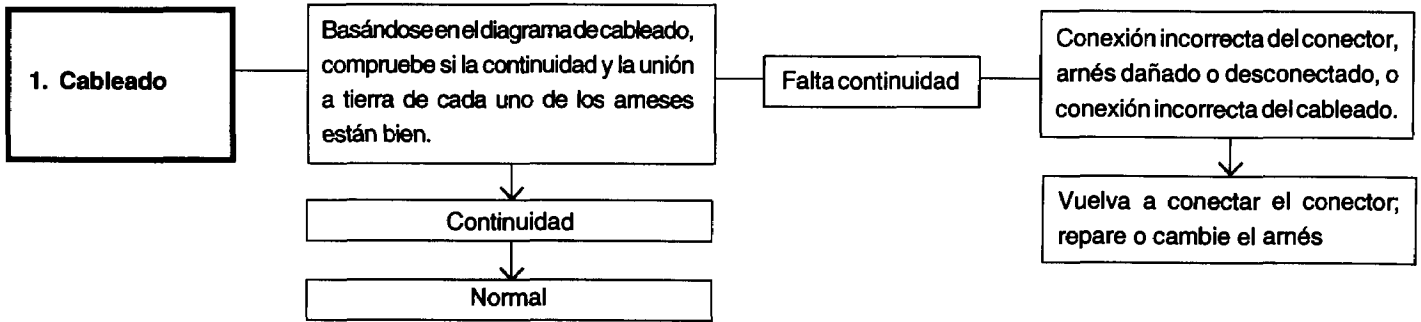 1. Cableado
Basándose en el diagrama de cableado,
compruebe si la continuidad y la unión
a tierra de cada uno de los arneses
están bien.
Falta continuidad
Conexión incorrecta del conector,
arnés dañado o desconectado, o
conexión incorrecta del cableado.
Continuidad
Vuelva a conectar el conector;
repare o cambie el arnés
Normal